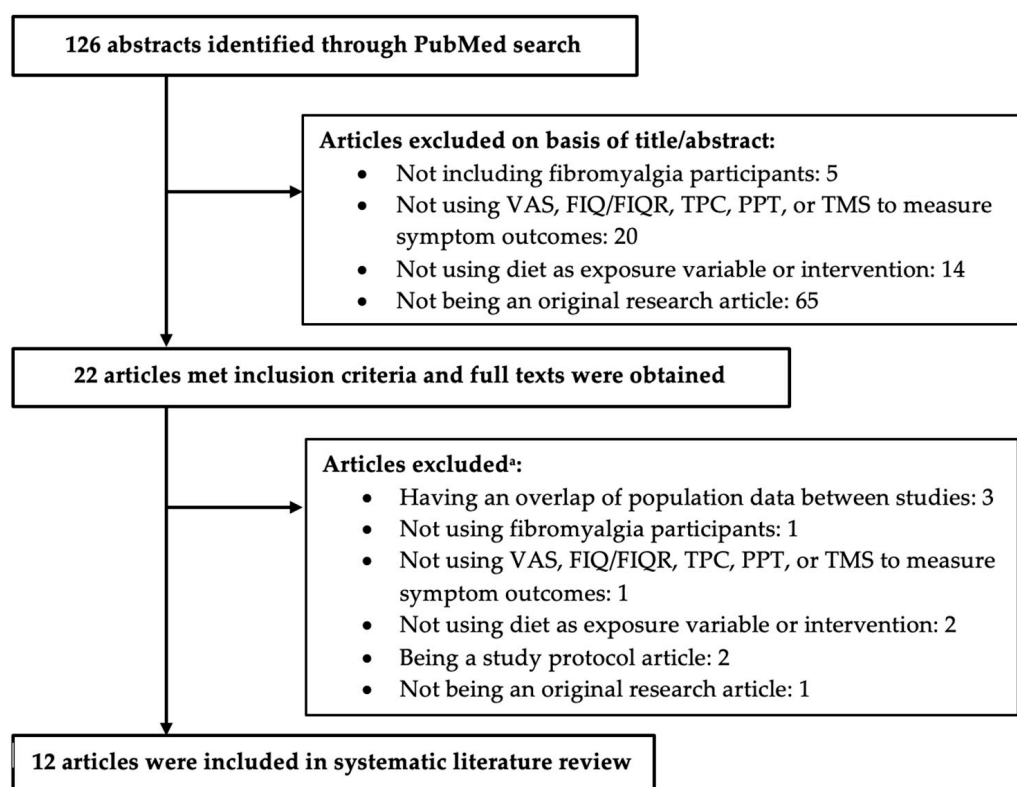 126 abstracts identified through PubMed search
Articles excluded on basis of title/abstract:
• Not including fibromyalgia participants: 5
• Not using VAS, FIQ/FIQR, TPC, PPT, or TMS to measure
symptom outcomes: 20
• Not using diet as exposure variable or intervention: 14
• Not being an original research article: 65
22 articles met inclusion criteria and full texts were obtained
Articles excludedᵃ:
• Having an overlap of population data between studies: 3
• Not using fibromyalgia participants: 1
• Not using VAS, FIQ/FIQR, TPC, PPT, or TMS to measure
symptom outcomes: 1
• Not using diet as exposure variable or intervention: 2
• Being a study protocol article: 2
• Not being an original research article: 1
12 articles were included in systematic literature review